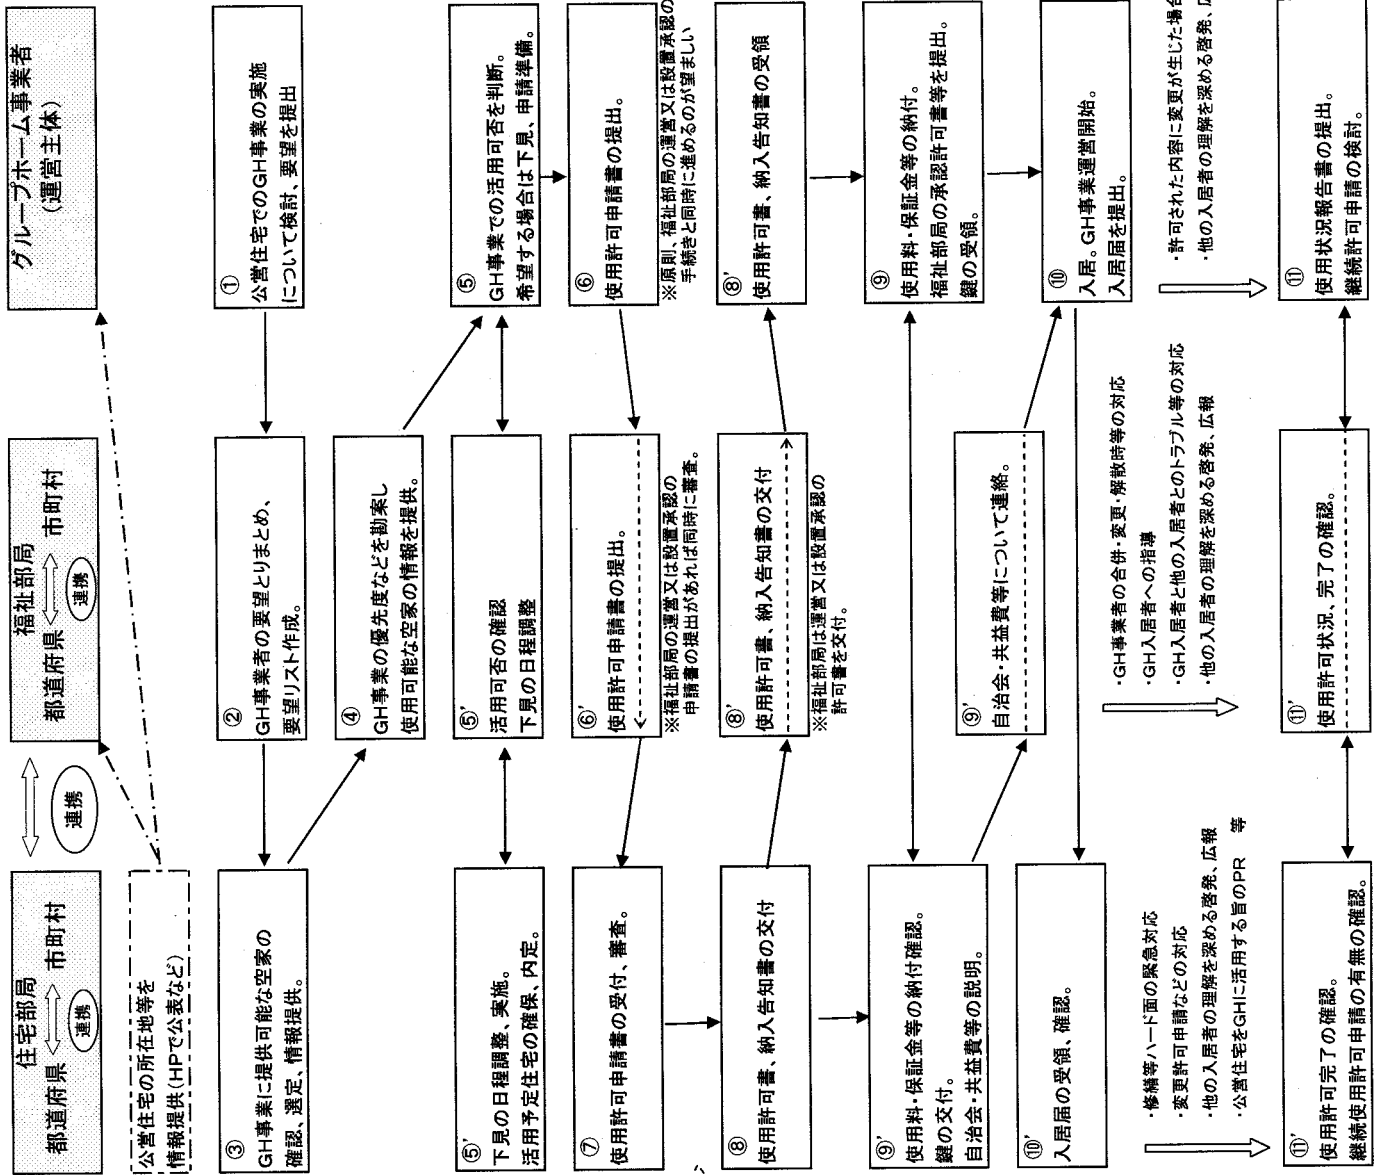 住宅部局
都道府県 市町村
連携
連携
福祉部局
都道府県 市町村
連携
グループホーム事業者
(運営主体)
公営住宅の所在地等を
情報提供(HPで公表など)
①
公営住宅でのGH事業の実施
について検討、要望を提出
②
GH事業者の要望とりまとめ、
要望リスト作成。
③
GH事業に提供可能な空家の
確認、選定、情報提供。
④
GH事業の優先度などを勘案し
使用可能な空家の情報を提供。
⑤
GH事業での活用可否を判断。
希望する場合は下見、申請準備。
⑤'
活用可否の確認
下見の日程調整
⑤'
下見の日程調整、実施。
活用予定住宅の確保、内定。
⑥
使用許可申請書の提出。
※原則、福祉部局の運営又は設置承認の
手続きと同時に進めるのが望ましい
⑥'
使用許可申請書の提出。
※福祉部局の運営又は設置承認の
申請書の提出があれば同時に審査。
⑦
使用許可申請書の受付、審査。
⑧
使用許可書、納入告知書の交付
⑧'
使用許可書、納入告知書の交付
※福祉部局は運営又は設置承認の
許可書を交付。
⑧'
使用許可書、納入告知書の受領
⑨
使用料・保証金等の納付。
福祉部局の承認許可書等を提出。
鍵の受領。
⑨'
使用料・保証金等の納付確認。
鍵の交付。
自治会・共益費等の説明。
⑨'
自治会・共益費等について連絡。
⑩
入居。GH事業運営開始。
入居届を提出。
⑩'
入居届の受領、確認。
・修繕等ハード面の緊急対応
・変更許可申請などの対応
・他の入居者の理解を深める啓発、広報
・公営住宅をGHに活用する旨のPR 等
・GH事業者の合併・変更・解散時等の対応
・GH入居者への指導
・GH入居者と他の入居者とのトラブル等の対応
・他の入居者の理解を深める啓発、広報
・許可された内容に変更が生じた場合
・他の入居者の理解を深める啓発、広
⑪
使用状況報告書の提出。
継続許可申請の検討。
⑪'
使用許可状況、完了の確認。
⑪'
使用許可完了の確認。
継続使用許可申請の有無の確認。